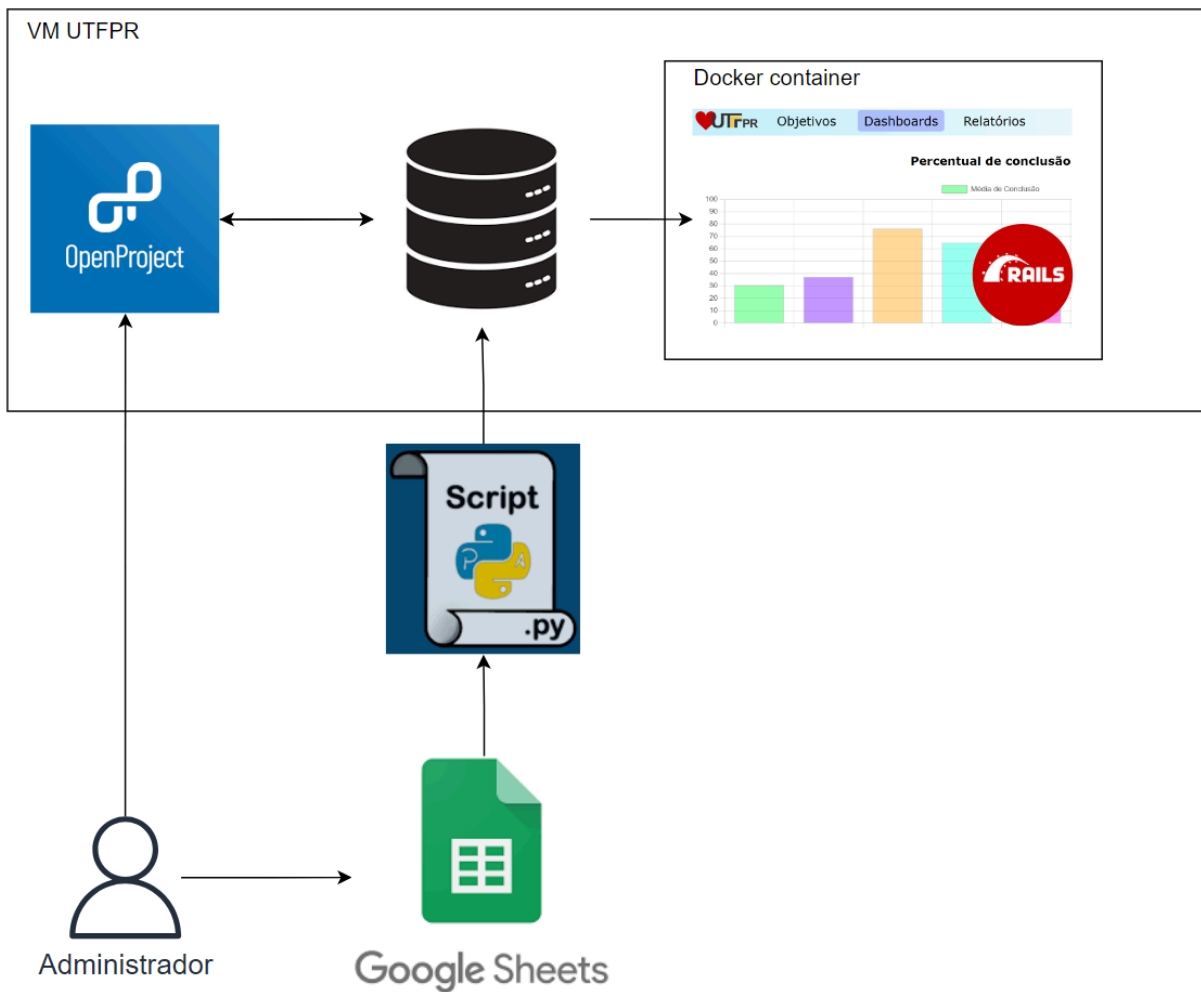 VM UTFPR
Docker container
UTFPR Objetivos Dashboards Relatórios
Percentual de conclusão
Média de Conclusão
100
90
80
70
60
50
40
30
20
10
0
RAILS
OpenProject
Script
P A
.py
Administrador
Google Sheets